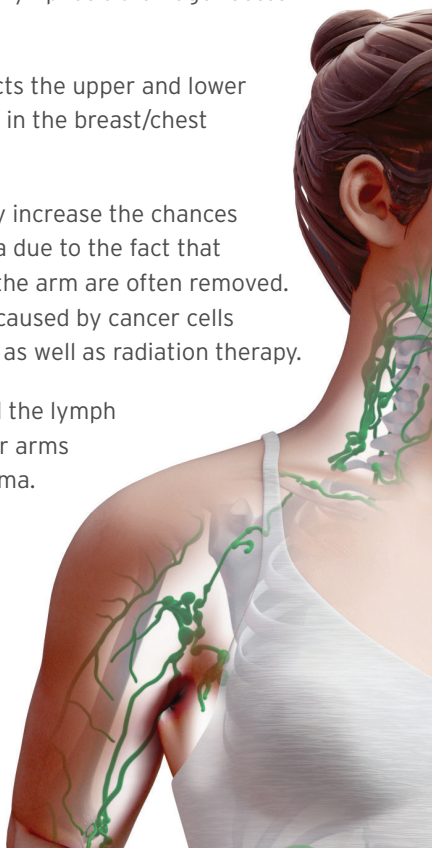 cts the upper and lower
in the breast/chest
y increase the chances
a due to the fact that
the arm are often removed.
caused by cancer cells
as well as radiation therapy.
the lymph
r arms
ma.